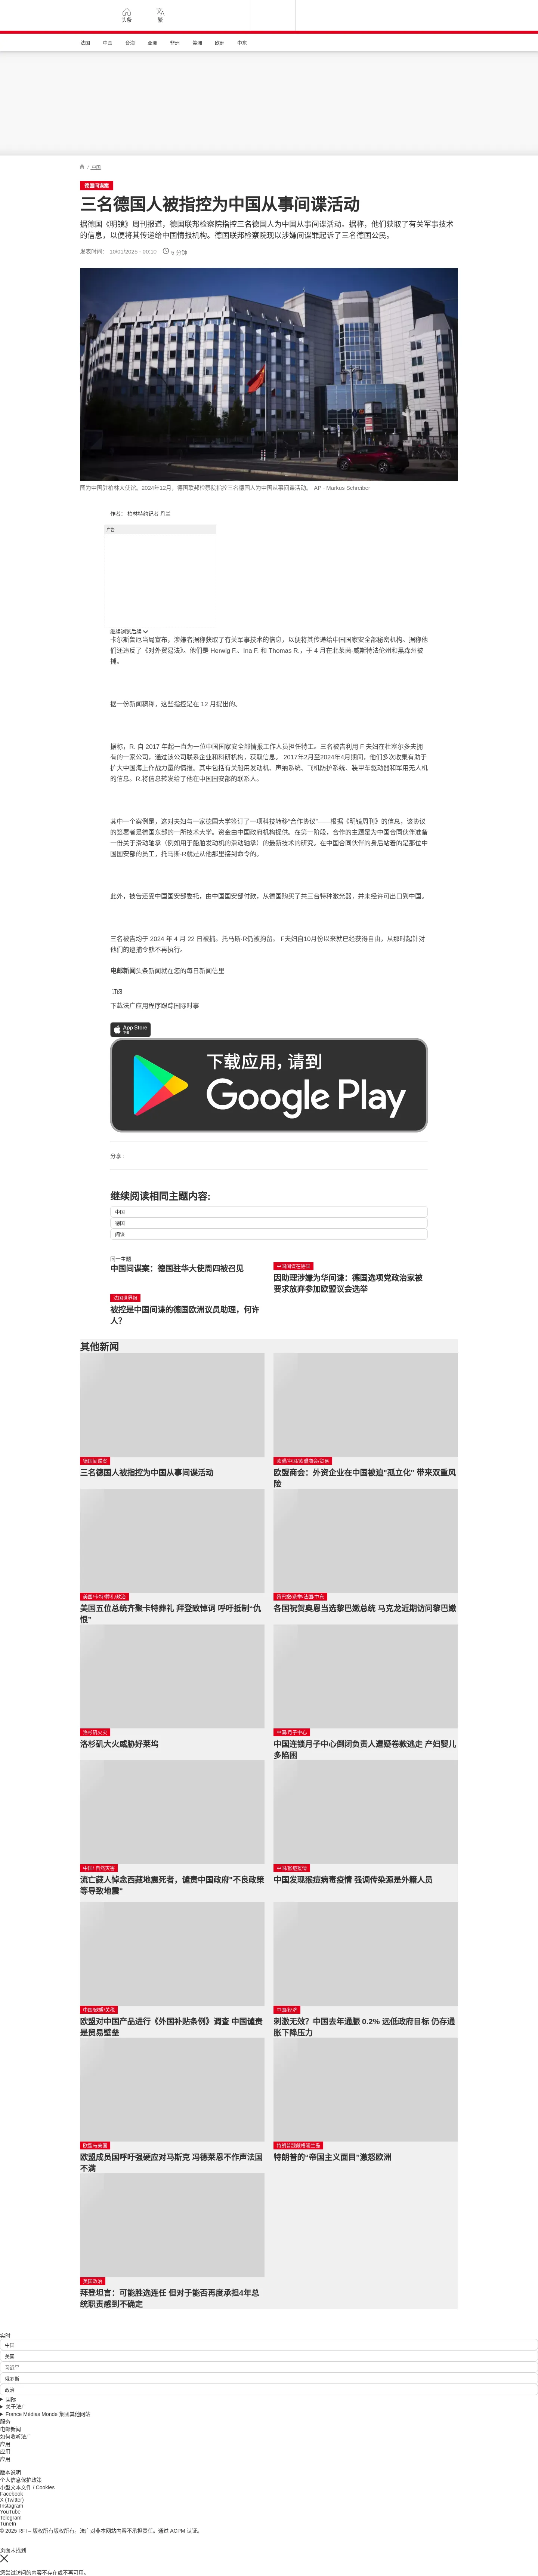 头条
繁
法国
中国
台海
亚洲
非洲
美洲
欧洲
中东
/ 中国
德国间谍案
三名德国人被指控为中国从事间谍活动
据德国《明镜》周刊报道，德国联邦检察院指控三名德国人为中国从事间谍活动。据称，他们获取了有关军事技术
的信息，以便将其传递给中国情报机构。德国联邦检察院现以涉嫌间谍罪起诉了三名德国公民。
发表时间： 10/01/2025 - 00:10
5 分钟
图为中国驻柏林大使馆。2024年12月，德国联邦检察院指控三名德国人为中国从事间谍活动。 AP - Markus Schreiber
作者： 柏林特约记者 丹兰
广告
继续浏览后续
卡尔斯鲁厄当局宣布，涉嫌者据称获取了有关军事技术的信息，以便将其传递给中国国家安全部秘密机构。据称他
们还违反了《对外贸易法》。他们是 Herwig F.、Ina F. 和 Thomas R.，于 4 月在北莱茵-威斯特法伦州和黑森州被
捕。
据一份新闻稿称，这些指控是在 12 月提出的。
据称，R. 自 2017 年起一直为一位中国国家安全部情报工作人员担任特工。三名被告利用 F 夫妇在杜塞尔多夫拥
有的一家公司，通过该公司联系企业和科研机构，获取信息。 2017年2月至2024年4月期间，他们多次收集有助于
扩大中国海上作战力量的情报。其中包括有关船用发动机、声纳系统、飞机防护系统、装甲车驱动器和军用无人机
的信息。R.将信息转发给了他在中国国安部的联系人。
其中一个案例是，这对夫妇与一家德国大学签订了一项科技转移“合作协议”——根据《明镜周刊》的信息，该协议
的签署者是德国东部的一所技术大学。资金由中国政府机构提供。在第一阶段，合作的主题是为中国合同伙伴准备
一份关于滑动轴承（例如用于船舶发动机的滑动轴承）的最新技术的研究。在中国合同伙伴的身后站着的是那位中
国国安部的员工，托马斯·R就是从他那里接到命令的。
此外，被告还受中国国安部委托，由中国国安部付款，从德国购买了共三台特种激光器，并未经许可出口到中国。
三名被告均于 2024 年 4 月 22 日被捕。托马斯·R仍被拘留。 F夫妇自10月份以来就已经获得自由，从那时起针对
他们的逮捕令就不再执行。
电邮新闻头条新闻就在您的每日新闻信里
订阅
下载法广应用程序跟踪国际时事
App Store
下载
下载应用，请到
Google Play
分享 :
继续阅读相同主题内容:
中国
德国
间谍
同一主题
中国间谍案：德国驻华大使周四被召见
中国间谍在德国
因助理涉嫌为华间谍：德国选项党政治家被
要求放弃参加欧盟议会选举
法国世界报
被控是中国间谍的德国欧洲议员助理，何许
人？
其他新闻
德国间谍案
三名德国人被指控为中国从事间谍活动
欧盟/中国/欧盟商会/贸易
欧盟商会：外资企业在中国被迫“孤立化” 带来双重风
险
美国/卡特/葬礼/政治
美国五位总统齐聚卡特葬礼 拜登致悼词 呼吁抵制“仇
恨”
黎巴嫩/选举/法国/中东
各国祝贺奥恩当选黎巴嫩总统 马克龙近期访问黎巴嫩
洛杉矶火灾
洛杉矶大火威胁好莱坞
中国/月子中心
中国连锁月子中心倒闭负责人遭疑卷款逃走 产妇婴儿
多陷困
中国/ 自然灾害
流亡藏人悼念西藏地震死者，谴责中国政府“不良政策
等导致地震”
中国/猴痘疫情
中国发现猴痘病毒疫情 强调传染源是外籍人员
中国/欧盟/关税
欧盟对中国产品进行《外国补贴条例》调查 中国谴责
是贸易壁垒
中国/经济
刺激无效？中国去年通膨 0.2% 远低政府目标 仍存通
胀下降压力
欧盟与美国
欧盟成员国呼吁强硬应对马斯克 冯德莱恩不作声法国
不满
特朗普觊觎格陵兰岛
特朗普的“帝国主义面目”激怒欧洲
美国政治
拜登坦言：可能胜选连任 但对于能否再度承担4年总
统职责感到不确定
实时
中国
美国
习近平
俄罗斯
政治
国际
关于法广
France Médias Monde 集团其他网站
服务
电邮新闻
如何收听法广
应用
应用
应用
版本说明
个人信息保护政策
小型文本文件 / Cookies
Facebook
X (Twitter)
Instagram
YouTube
Telegram
TuneIn
© 2025 RFI – 版权所有版权所有。法广对非本网站内容不承担责任。通过 ACPM 认证。
页面未找到
您尝试访问的内容不存在或不再可用。